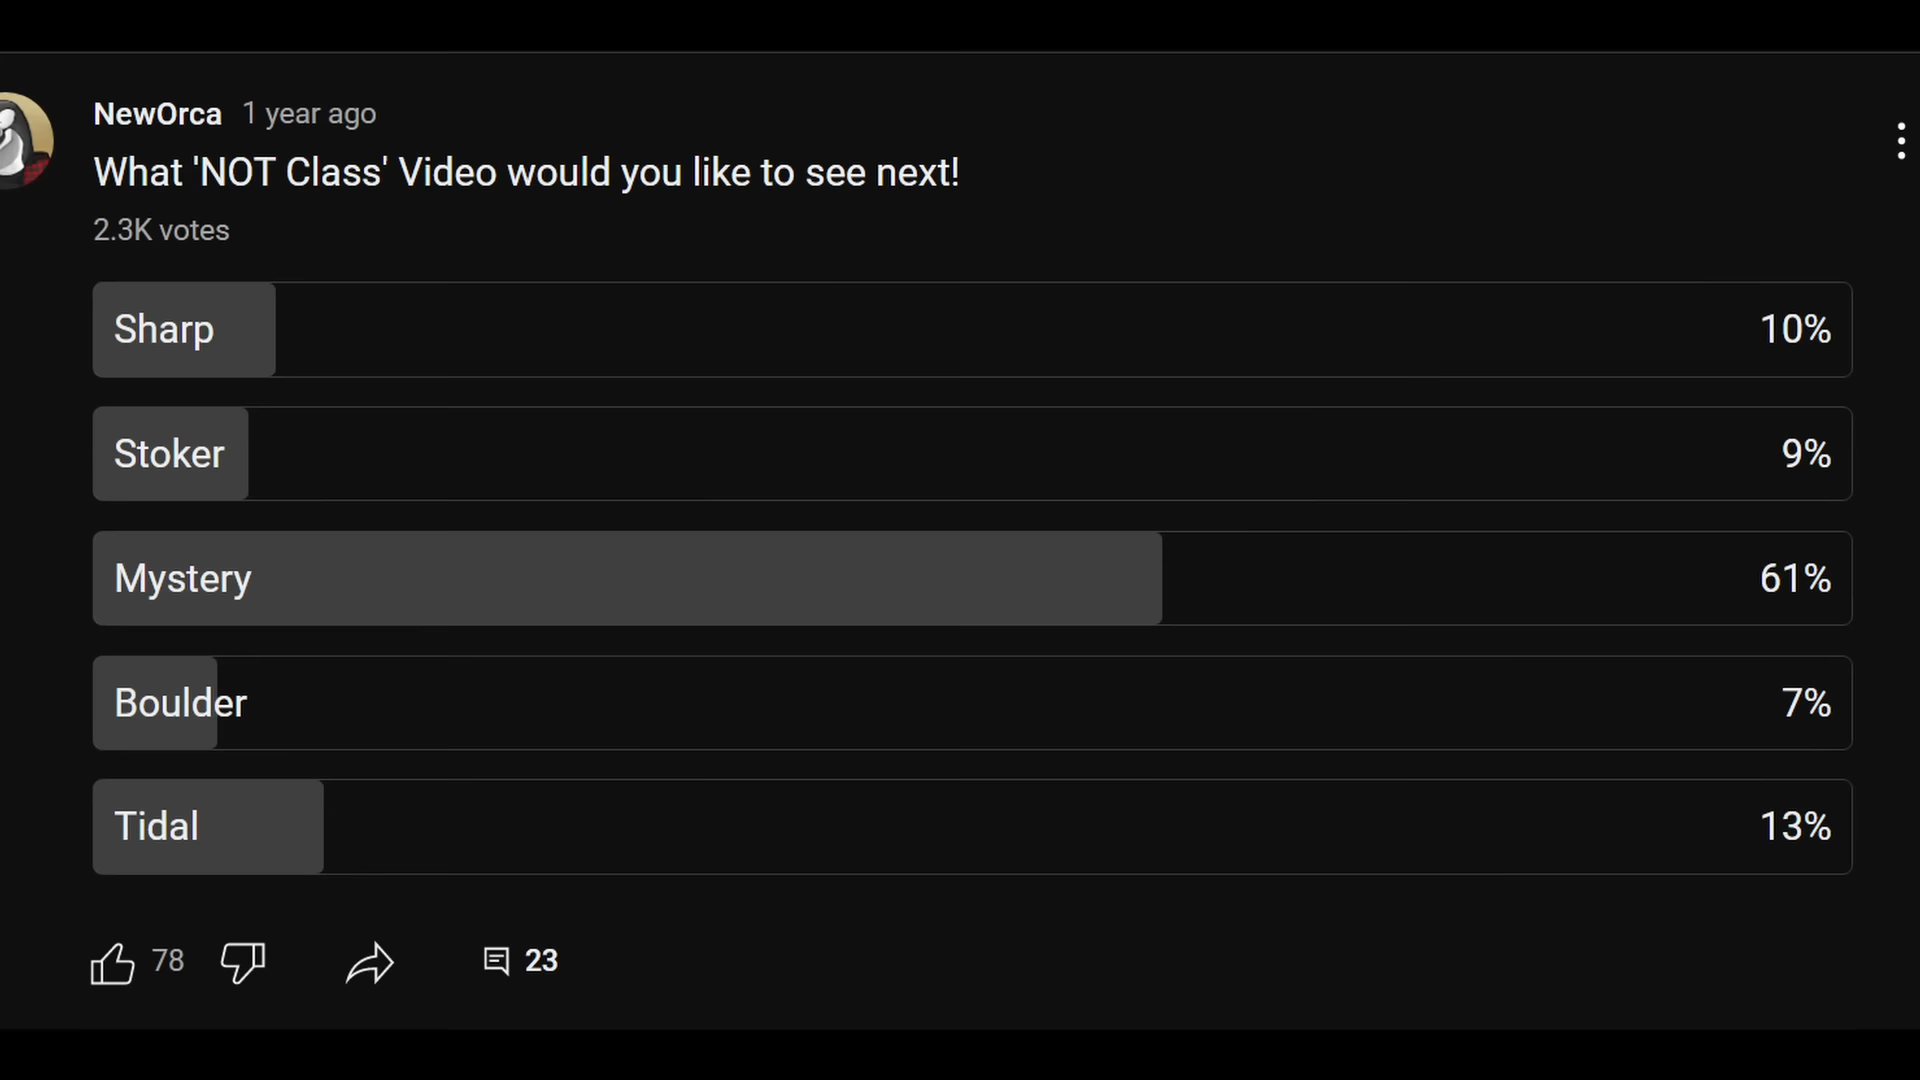 NewOrca 1 year ago
What 'NOT Class' Video would you like to see next!
2.3K votes
Sharp 10%
Stoker 9%
Mystery 61%
Boulder 7%
Tidal 13%
78 23